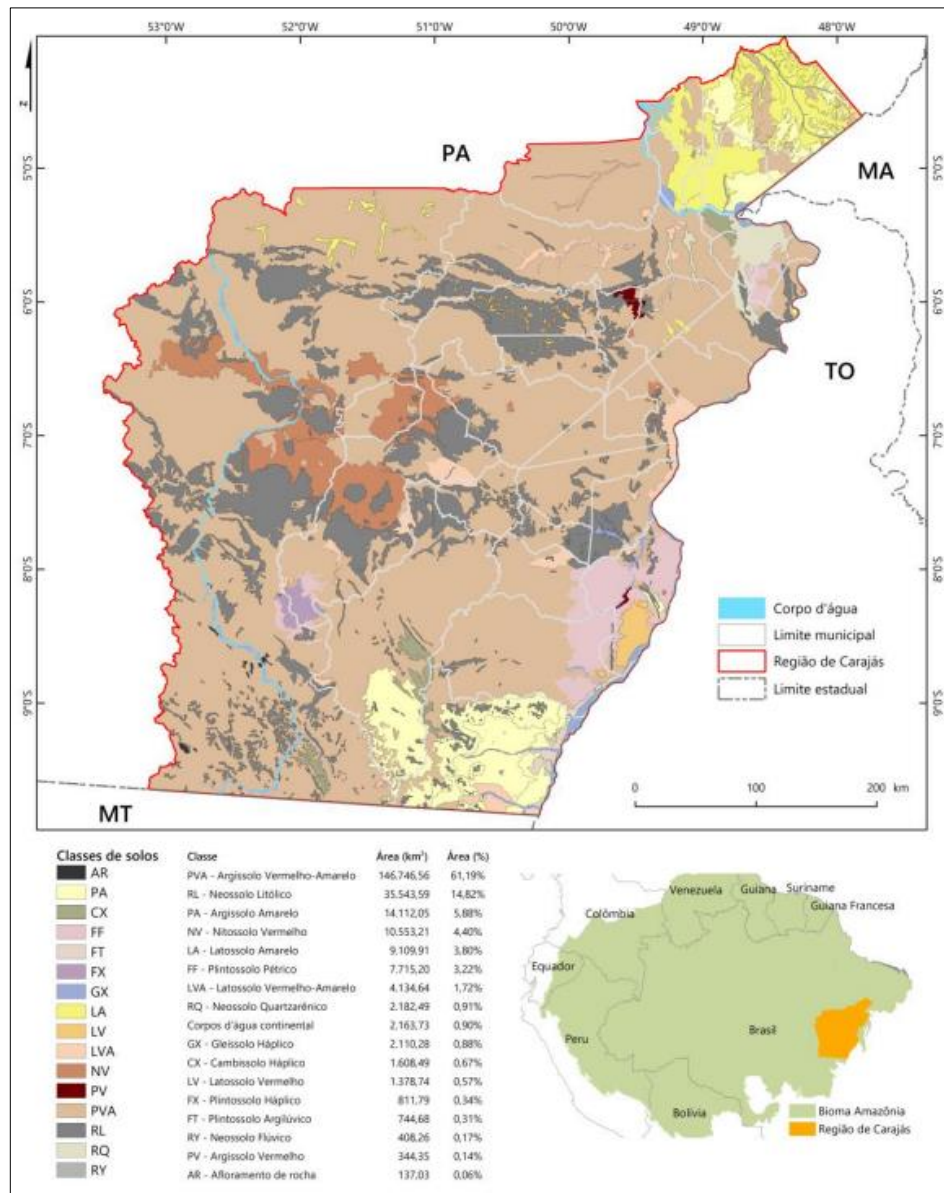 53°0'W 52°0'W 51°0'W 50°0'W 49°0'W 48°0'W
N
PA
MA
TO
MT
5°0'S 5°0'S
6°0'S 6°0'S
7°0'S 7°0'S
8°0'S 8°0'S
9°0'S 9°0'S
Corpo d'água
Limite municipal
Região de Carajás
Limite estadual
0 100 200 km
Classes de solos
AR
PA
CX
FF
FT
FX
GX
LA
LV
LVA
NV
PV
PVA
RL
RQ
RY
Classe Área (km²) Área (%)
PVA - Argissolo Vermelho-Amarelo 146.746,56 61,19%
RL - Neossolo Litólico 35.543,59 14,82%
PA - Argissolo Amarelo 14.112,05 5,88%
NV - Nitossolo Vermelho 10.553,21 4,40%
LA - Latossolo Amarelo 9.109,91 3,80%
FF - Plintossolo Pétrico 7.715,20 3,22%
LVA - Latossolo Vermelho-Amarelo 4.134,64 1,72%
RQ - Neossolo Quartzarênico 2.182,49 0,91%
Corpos d'água continental 2.163,73 0,90%
GX - Gleissolo Háplico 2.110,28 0,88%
CX - Cambissolo Háplico 1.608,49 0,67%
LV - Latossolo Vermelho 1.378,74 0,57%
FX - Plintossolo Háplico 811,79 0,34%
FT - Plintossolo Argilúvico 744,68 0,31%
RY - Neossolo Flúvico 408,26 0,17%
PV - Argissolo Vermelho 344,35 0,14%
AR - Afloramento de rocha 137,03 0,06%
Venezuela
Guiana
Suriname
Guiana Francesa
Colômbia
Equador
Peru
Brasil
Bolívia
Bioma Amazônia
Região de Carajás